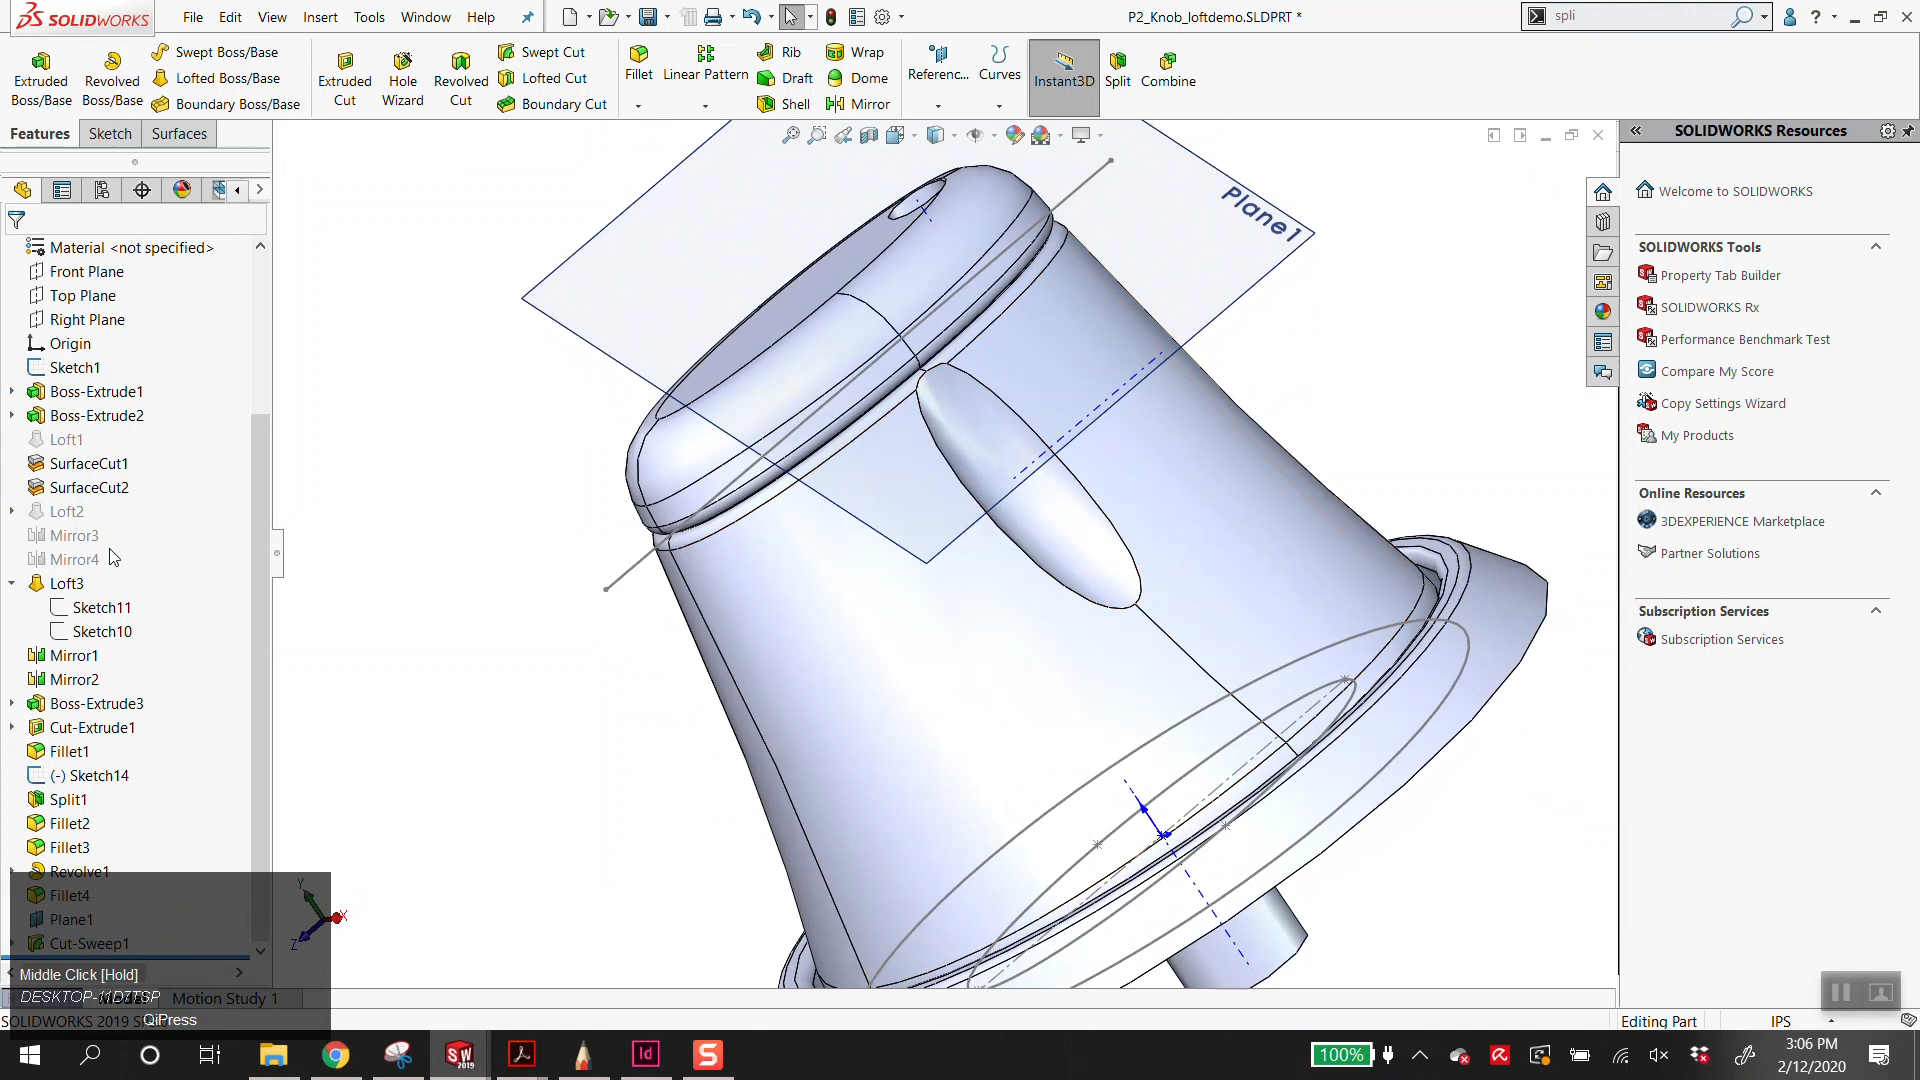 SOLIDWORKS
File Edit View Insert Tools Window Help
P2_Knob_loftdemo.SLDPRT *
spli
Extruded Boss/Base
Revolved Boss/Base
Swept Boss/Base
Lofted Boss/Base
Boundary Boss/Base
Extruded Cut
Hole Wizard
Revolved Cut
Swept Cut
Lofted Cut
Boundary Cut
Fillet
Linear Pattern
Rib
Draft
Shell
Wrap
Dome
Mirror
Referenc...
Curves
Instant3D
Split
Combine
Features Sketch Surfaces
Material <not specified>
Front Plane
Top Plane
Right Plane
Origin
Sketch1
Boss-Extrude1
Boss-Extrude2
Loft1
SurfaceCut1
SurfaceCut2
Loft2
Mirror3
Mirror4
Loft3
Sketch11
Sketch10
Mirror1
Mirror2
Boss-Extrude3
Cut-Extrude1
Fillet1
(-) Sketch14
Split1
Fillet2
Fillet3
Revolve1
Fillet4
Plane1
Cut-Sweep1
Middle Click [Hold]
DESKTOP-11D7TSP
QiPress
Model
Motion Study 1
SOLIDWORKS 2019
Plane1
Y
X
Z
SOLIDWORKS Resources
Welcome to SOLIDWORKS
SOLIDWORKS Tools
Property Tab Builder
SOLIDWORKS Rx
Performance Benchmark Test
Compare My Score
Copy Settings Wizard
My Products
Online Resources
3DEXPERIENCE Marketplace
Partner Solutions
Subscription Services
Subscription Services
Editing Part
IPS
100%
3:06 PM
2/12/2020